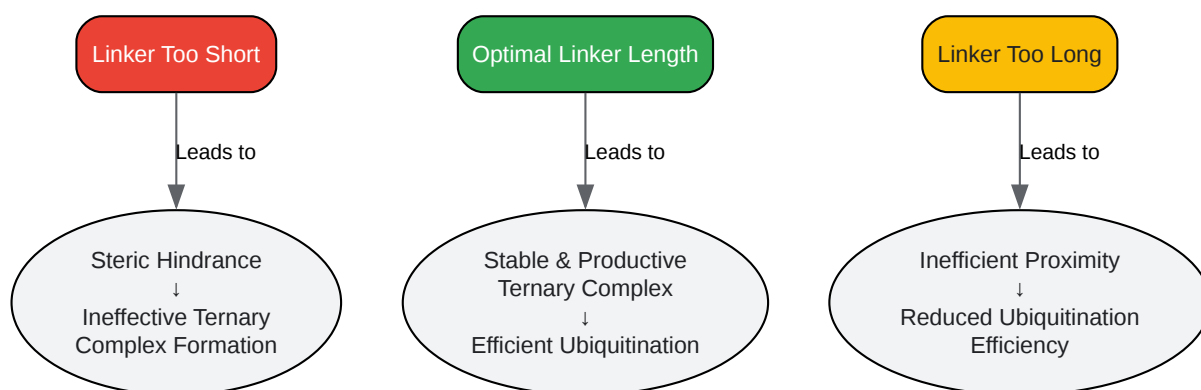 Linker Too Short
Optimal Linker Length
Linker Too Long
Leads to
Leads to
Leads to
Steric Hindrance
↓
Ineffective Ternary
Complex Formation
Stable & Productive
Ternary Complex
↓
Efficient Ubiquitination
Inefficient Proximity
↓
Reduced Ubiquitination
Efficiency